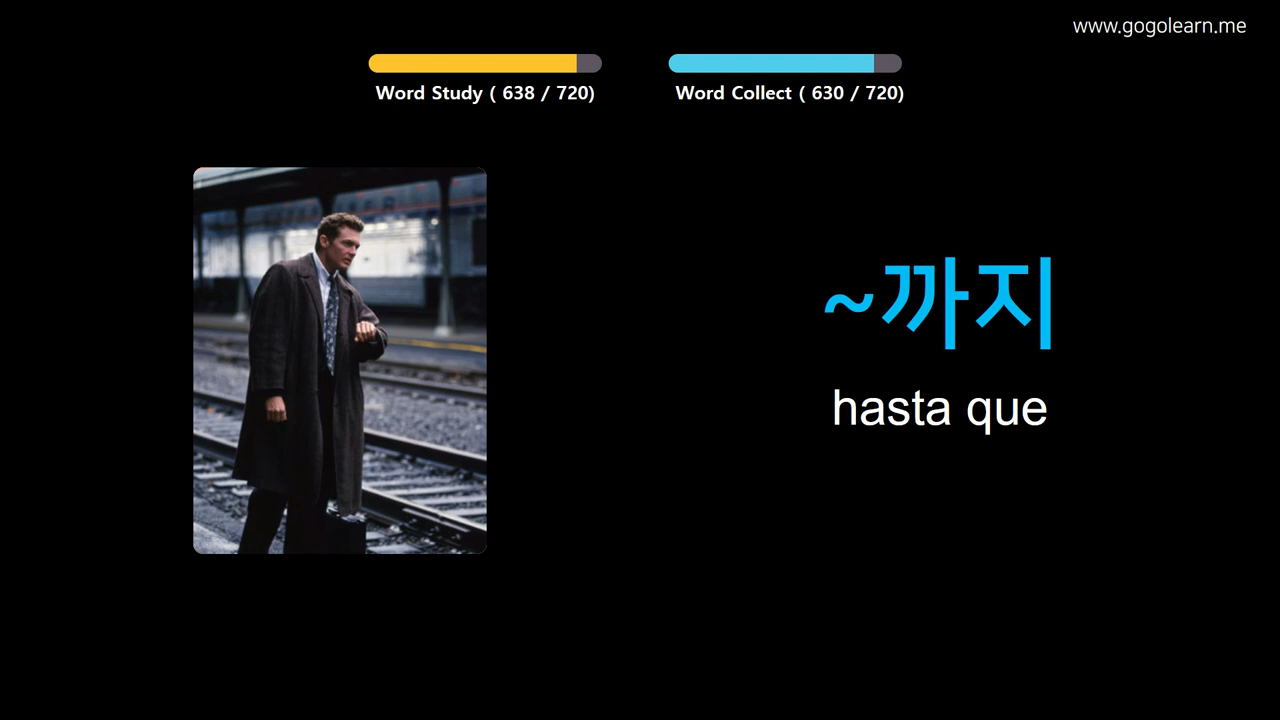 www.gogolearn.me
Word Study ( 638 / 720)
Word Collect ( 630 / 720)
~까지
hasta que